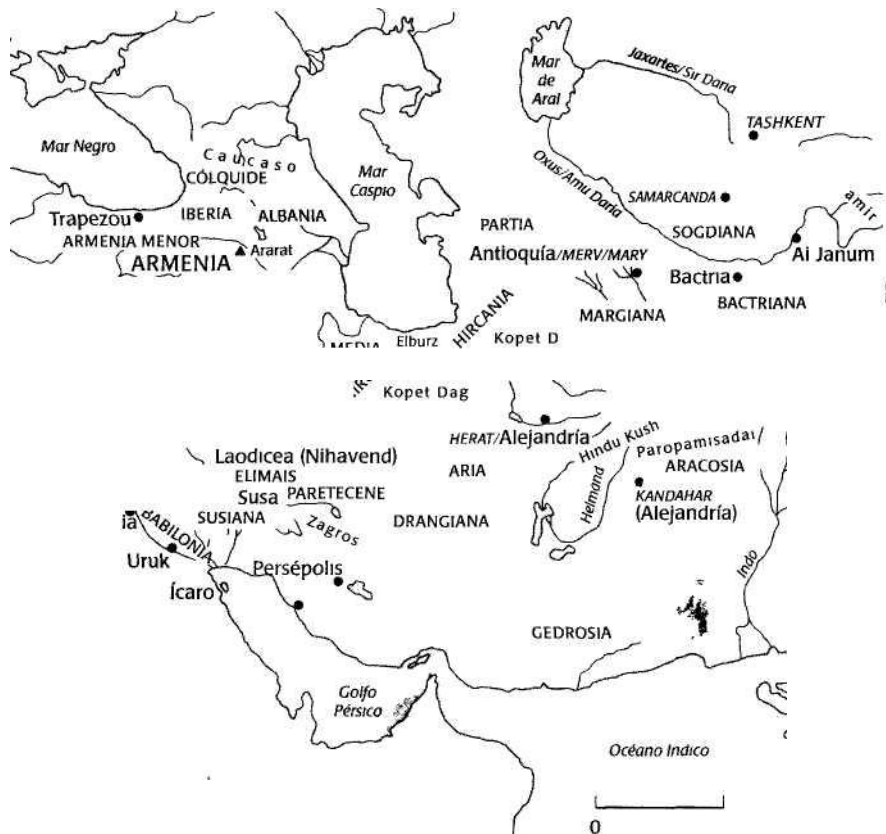 Mar
de
Aral
Jaxartes/Sir Daria
TASHKENT
Mar Negro
Caucaso
CÓLQUIDE
Mar
Caspio
Oxus/Amu Daria
SAMARCANDA
amir
Trapezou
IBERIA
ALBANIA
PARTIA
SOGDIANA
ARMENIA MENOR
Ararat
ARMENIA
Antioquía/MERV/MARY
Ai Janum
Bactria
BACTRIANA
MARGIANA
HIRCANIA
MEDIA
Elburz
Kopet D
Kopet Dag
HERAT/Alejandría
Hindu Kush
Paropamisadai
Laodicea (Nihavend)
ELIMAIS
ARIA
ARACOSIA
Susa
PARETECENE
Helmand
KANDAHAR
(Alejandría)
ia
BABILONIA
SUSIANA
Zagros
DRANGIANA
Uruk
Persépolis
Indo
Ícaro
GEDROSIA
Golfo
Pérsico
Océano Indico
0